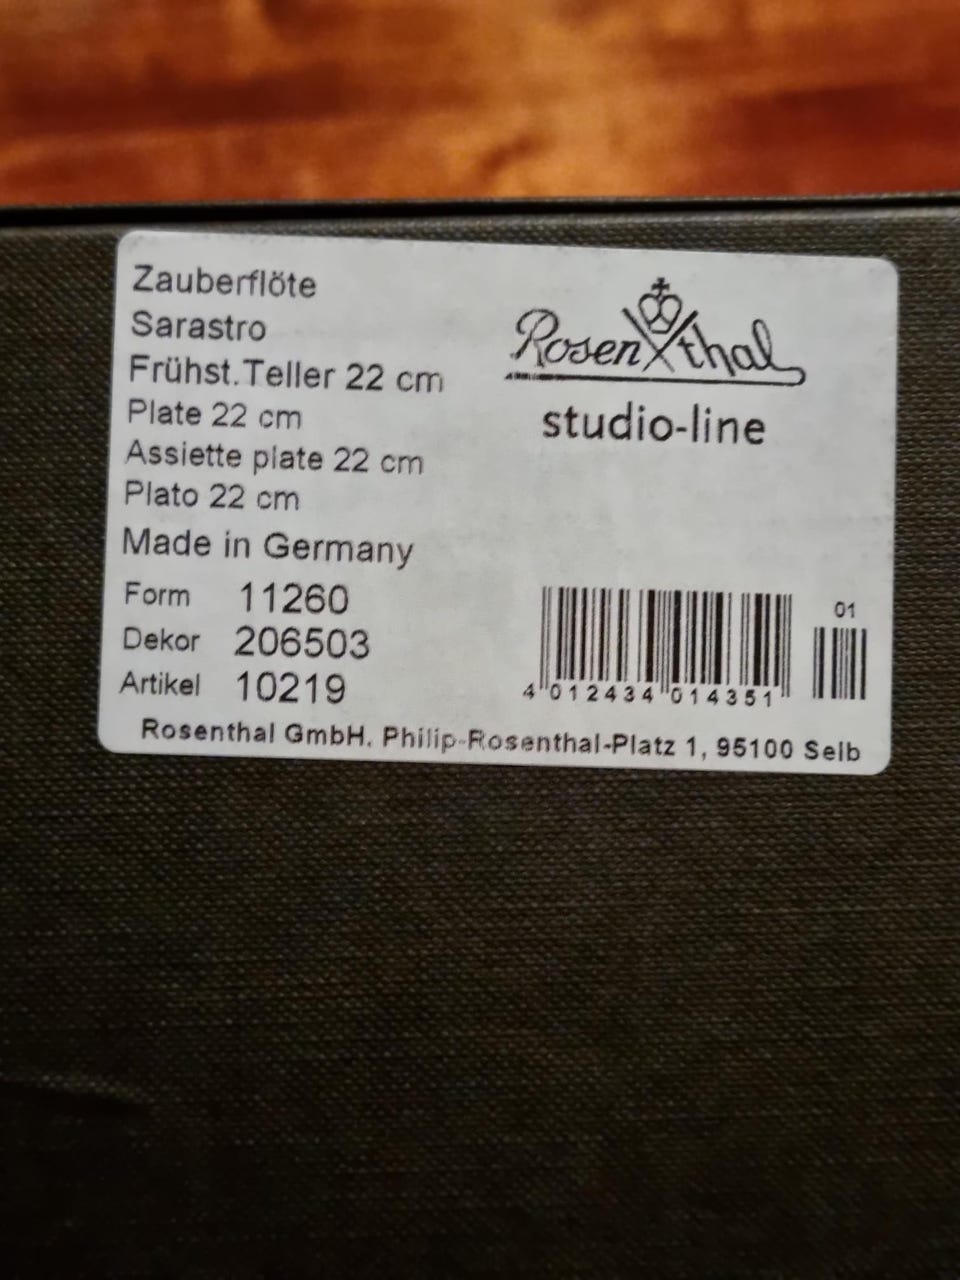 Zauberflöte
Sarastro
Frühst.Teller 22 cm
Plate 22 cm
Assiette plate 22 cm
Plato 22 cm
Made in Germany
Form 11260
Dekor 206503
Artikel 10219
Rosenthal
studio-line
01
4 012434 014351
Rosenthal GmbH. Philip-Rosenthal-Platz 1, 95100 Selb